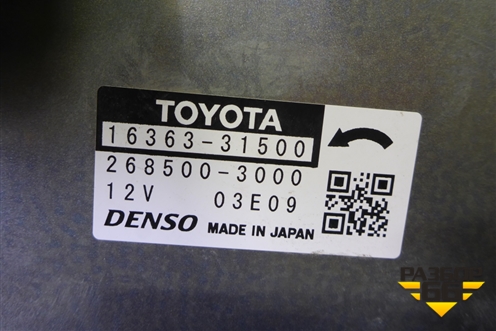 TOYOTA
16363-31500
268500-3000
12V 03E09
DENSO MADE IN JAPAN